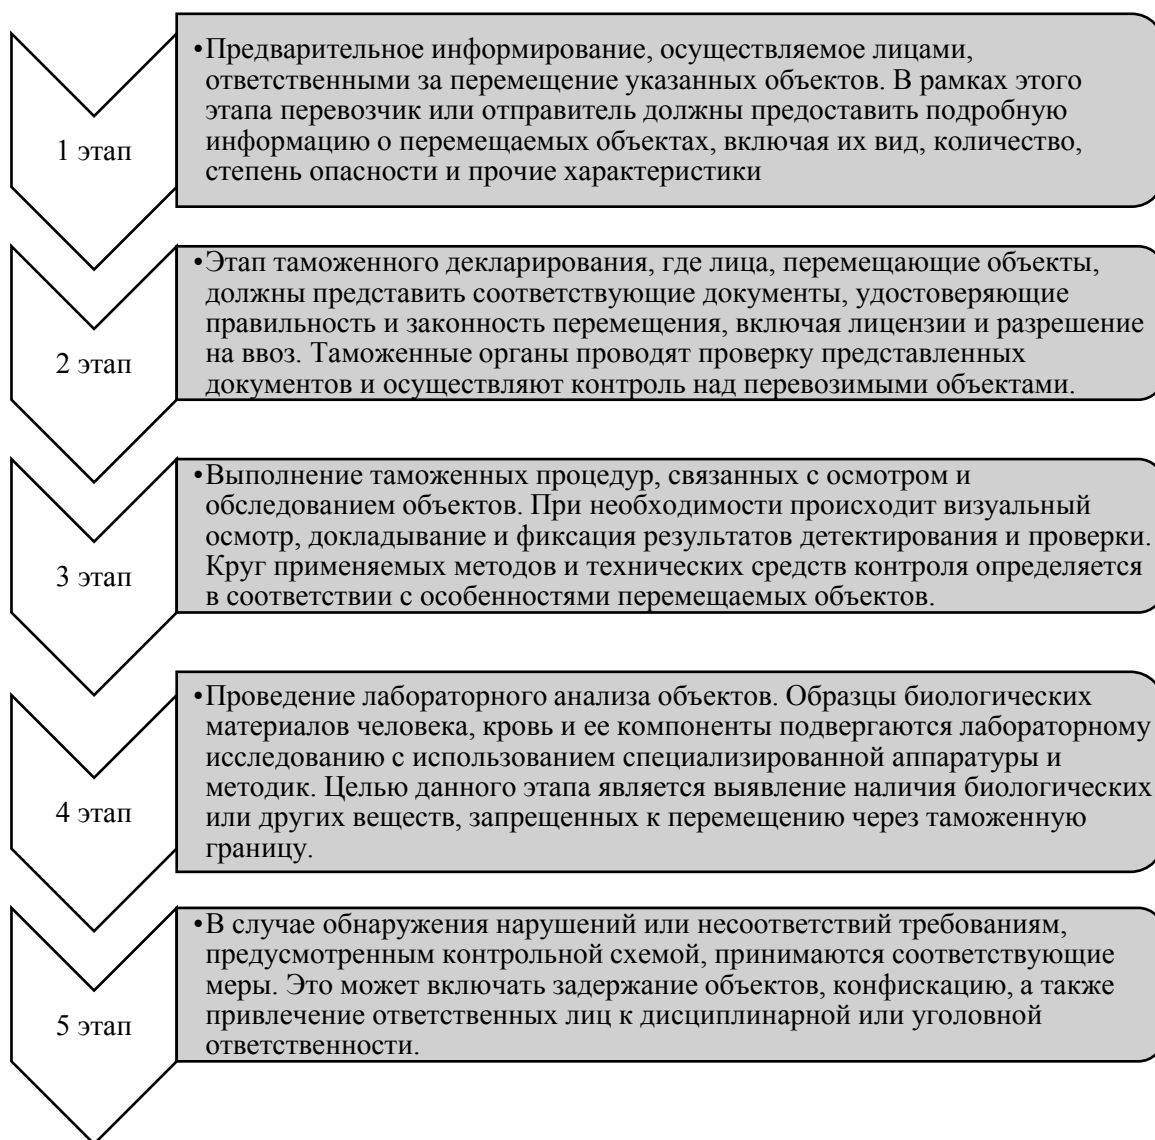 •Предварительное информирование, осуществляемое лицами,
ответственными за перемещение указанных объектов. В рамках этого
этапа перевозчик или отправитель должны предоставить подробную
1 этап
информацию о перемещаемых объектах, включая их вид, количество,
степень опасности и прочие характеристики
•Этап таможенного декларирования, где лица, перемещающие объекты,
должны представить соответствующие документы, удостоверяющие
правильность и законность перемещения, включая лицензии и разрешение
2 этап
на ввоз. Таможенные органы проводят проверку представленных
документов и осуществляют контроль над перевозимыми объектами.
•Выполнение таможенных процедур, связанных с осмотром и
обследованием объектов. При необходимости происходит визуальный
осмотр, докладывание и фиксация результатов детектирования и проверки.
3 этап
Круг применяемых методов и технических средств контроля определяется
в соответствии с особенностями перемещаемых объектов.
•Проведение лабораторного анализа объектов. Образцы биологических
материалов человека, кровь и ее компоненты подвергаются лабораторному
исследованию с использованием специализированной аппаратуры и
методик. Целью данного этапа является выявление наличия биологических
4 этап
или других веществ, запрещенных к перемещению через таможенную
границу.
•В случае обнаружения нарушений или несоответствий требованиям,
предусмотренным контрольной схемой, принимаются соответствующие
меры. Это может включать задержание объектов, конфискацию, а также
5 этап
привлечение ответственных лиц к дисциплинарной или уголовной
ответственности.